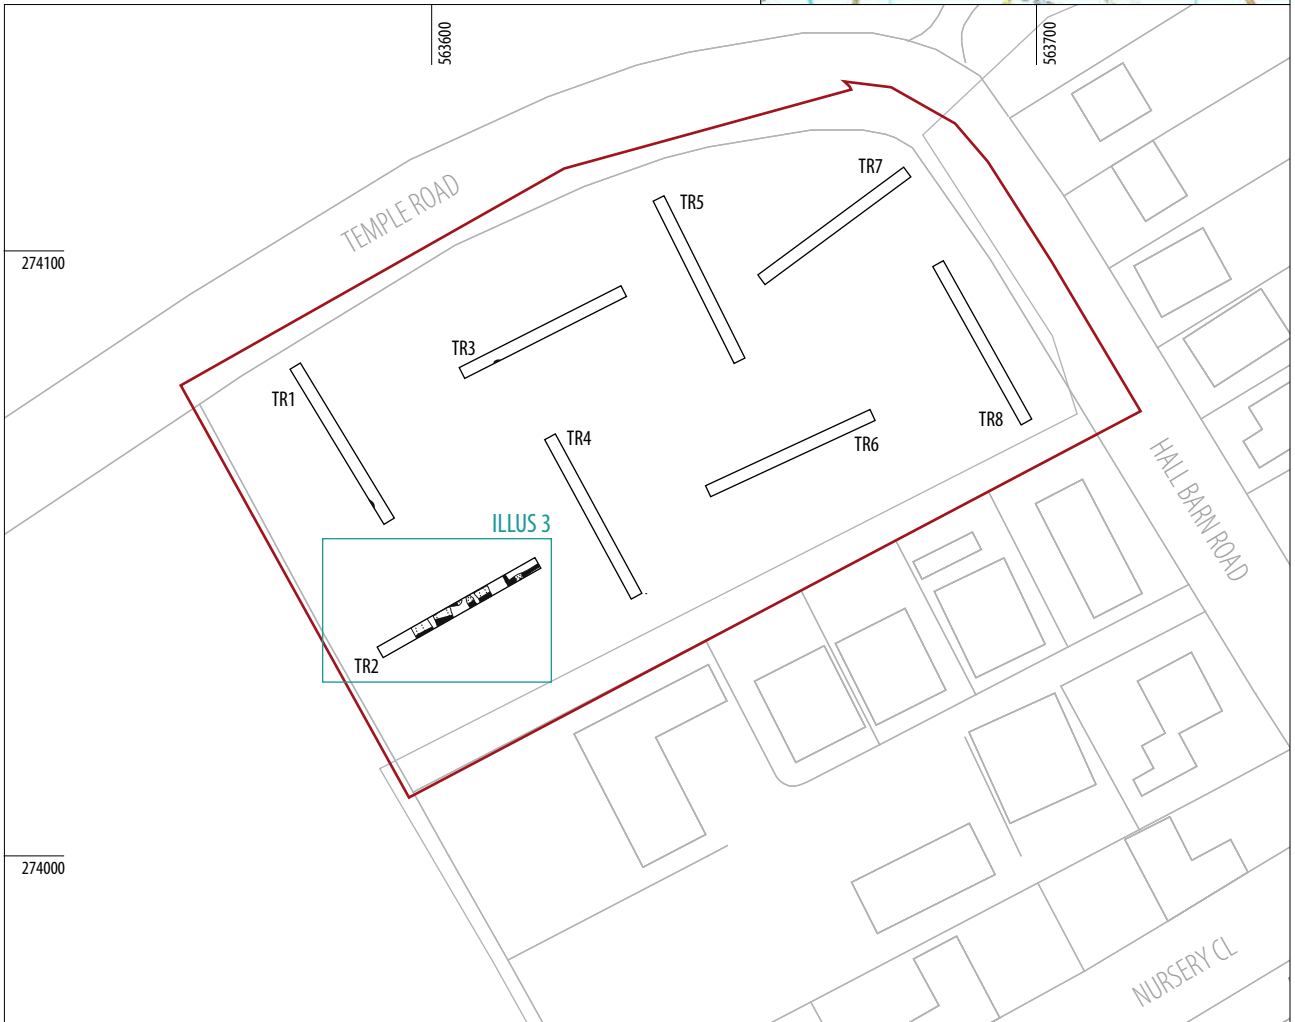 563600
563700
TEMPLE ROAD
TR7
TR5
274100
TR3
TR1
TR8
TR4
TR6
HALL BARN ROAD
ILLUS 3
TR2
274000
NURSERY CL